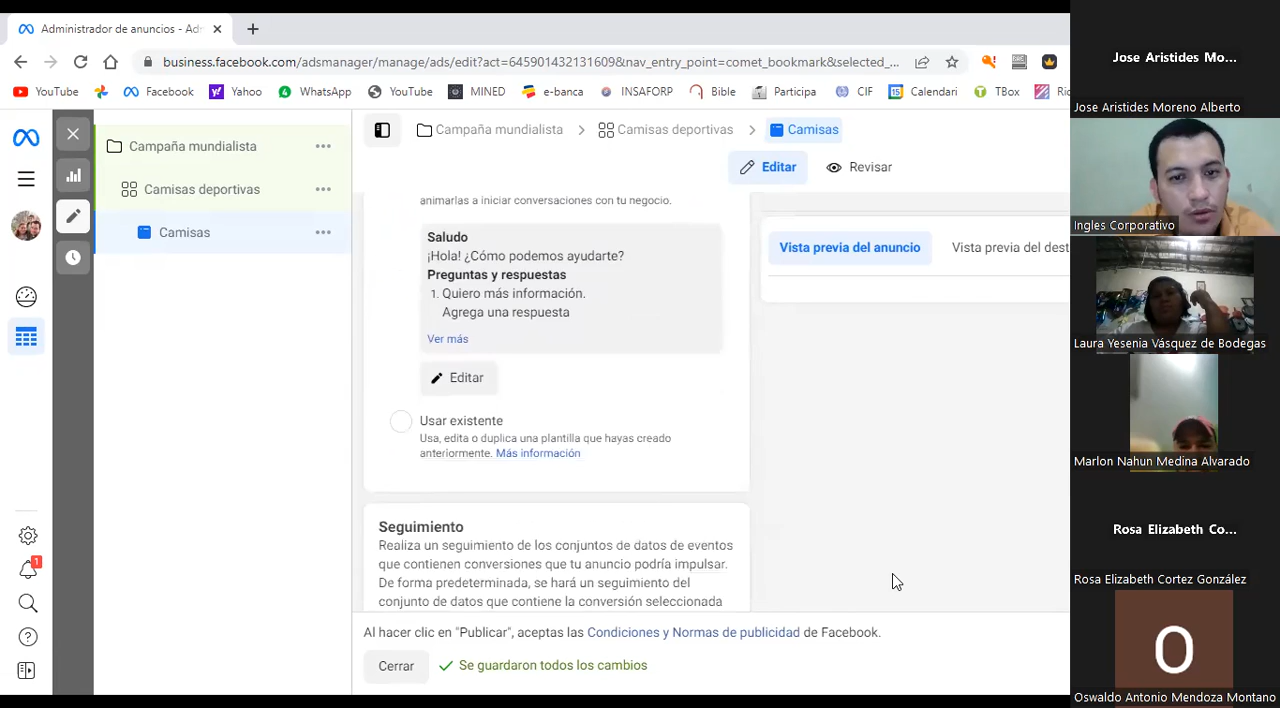 Administrador de anuncios - Ad
business.facebook.com/adsmanager/manage/ads/edit?act=645901432131609&nav_entry_point=comet_bookmark&selected_...
YouTube
Facebook
Yahoo
WhatsApp
YouTube
MINED
e-banca
INSAFORP
Bible
Participa
CIF
Calendari
TBox
Campaña mundialista
Camisas deportivas
Camisas
1
Campaña mundialista
Camisas deportivas
Camisas
Editar
Revisar
animarlas a iniciar conversaciones con tu negocio.
Saludo
¡Hola! ¿Cómo podemos ayudarte?
Preguntas y respuestas
1. Quiero más información.
Agrega una respuesta
Ver más
Editar
Usar existente
Usa, edita o duplica una plantilla que hayas creado
anteriormente. Más información
Seguimiento
Realiza un seguimiento de los conjuntos de datos de eventos
que contienen conversiones que tu anuncio podría impulsar.
De forma predeterminada, se hará un seguimiento del
conjunto de datos que contiene la conversión seleccionada
Vista previa del anuncio
Vista previa del dest
Al hacer clic en "Publicar", aceptas las Condiciones y Normas de publicidad de Facebook.
Cerrar
Se guardaron todos los cambios
Jose Aristides Mo...
Jose Aristides Moreno Alberto
Ingles Corporativo
Laura Yesenia Vásquez de Bodegas
Marlon Nahun Medina Alvarado
Rosa Elizabeth Co...
Rosa Elizabeth Cortez González
O
Oswaldo Antonio Mendoza Montano